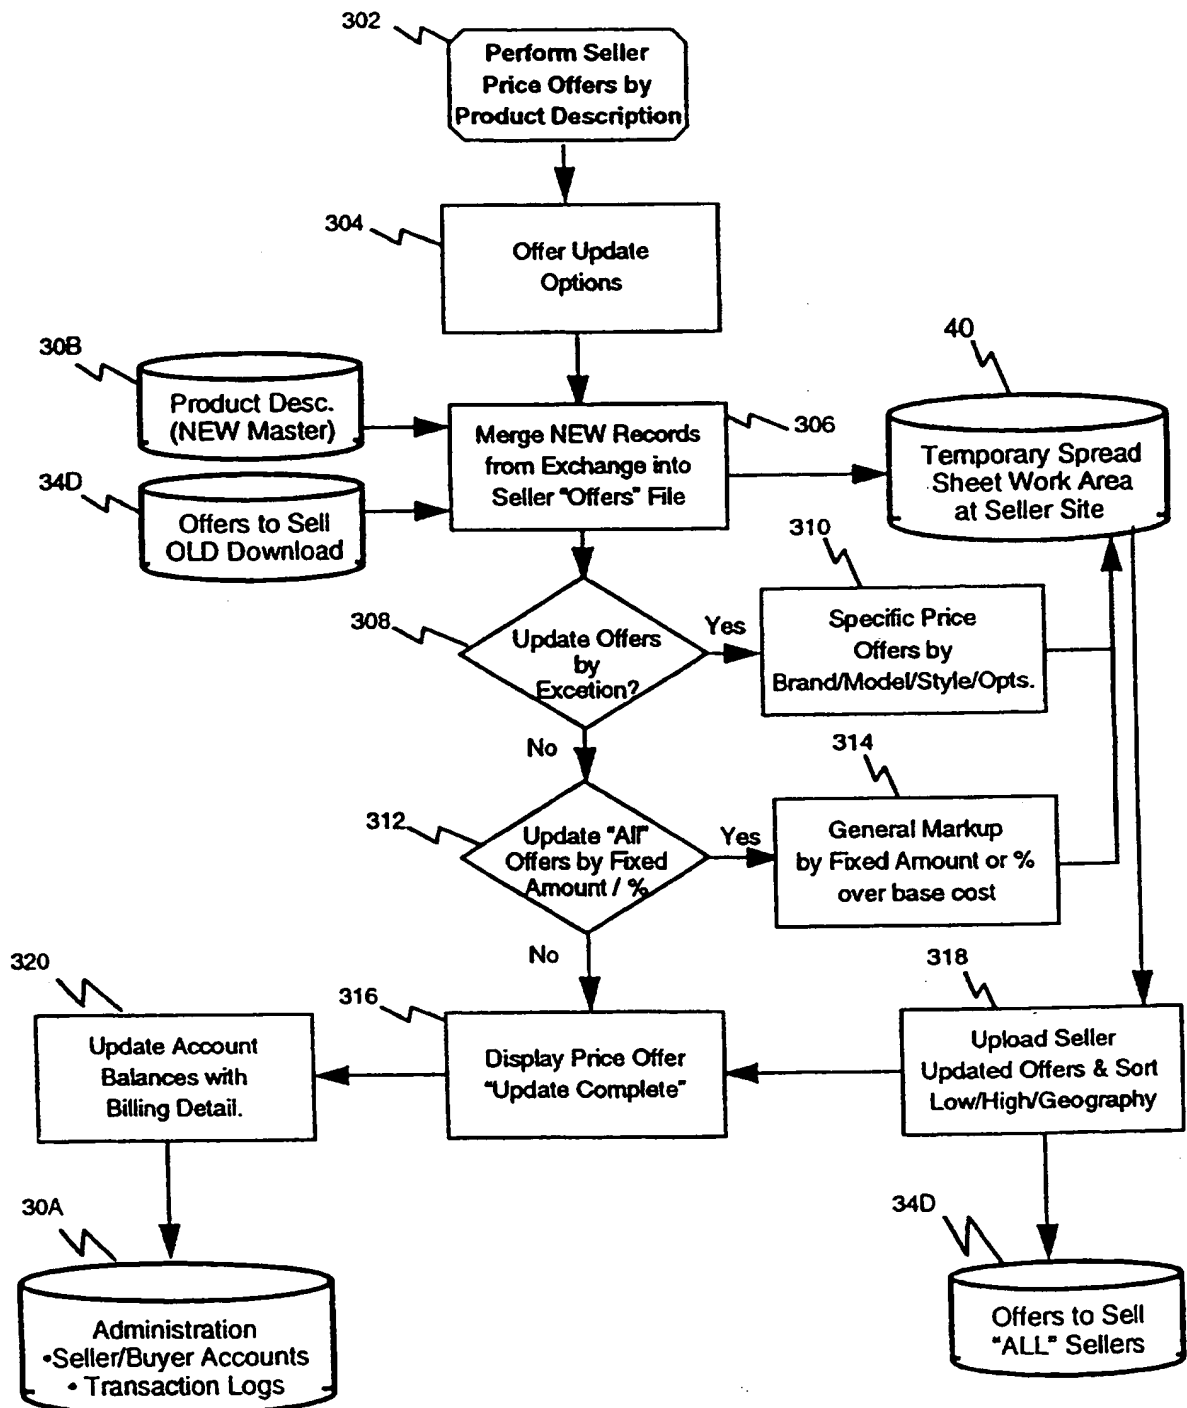 302
Perform Seller
Price Offers by
Product Description
304
Offer Update
Options
30B
Product Desc.
(NEW Master)
34D
Offers to Sell
OLD Download
Merge NEW Records
from Exchange into
Seller "Offers" File
306
40
Temporary Spread
Sheet Work Area
at Seller Site
308
Update Offers
by
Excetion?
Yes
310
Specific Price
Offers by
Brand/Model/Style/Opts.
No
312
Update "All"
Offers by Fixed
Amount / %
Yes
314
General Markup
by Fixed Amount or %
over base cost
No
320
Update Account
Balances with
Billing Detail.
316
Display Price Offer
"Update Complete"
318
Upload Seller
Updated Offers & Sort
Low/High/Geography
30A
Administration
•Seller/Buyer Accounts
• Transaction Logs
34D
Offers to Sell
"ALL" Sellers